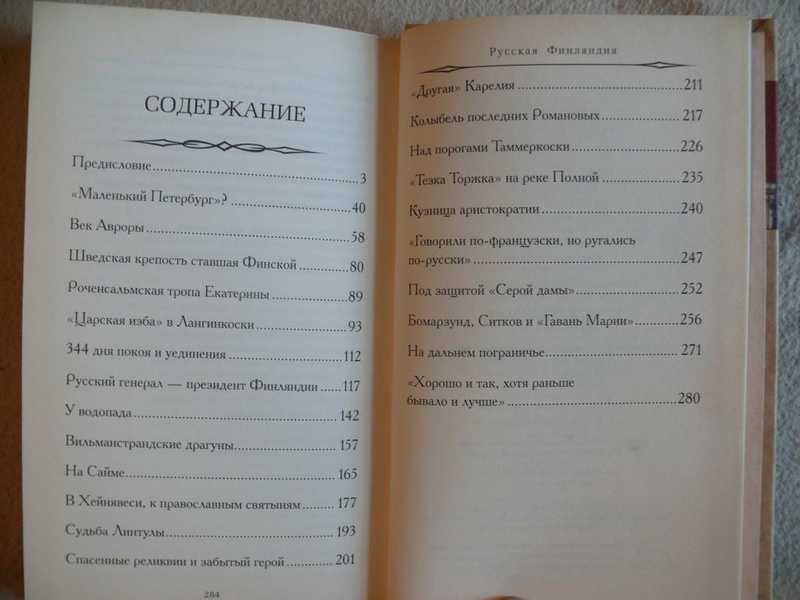 СОДЕРЖАНИЕ
Предисловие 3
«Маленький Петербург»? 40
Век Авроры 58
Шведская крепость ставшая Финской 80
Роченсальмская тропа Екатерины 89
«Царская изба» в Лангинкоски 93
344 дня покоя и уединения 112
Русский генерал — президент Финляндии 117
У водопада 142
Вильманстрандские драгуны 157
На Сайме 165
В Хейнявеси, к православным святыням 177
Судьба Линтулы 193
Спасенные реликвии и забытый герой 201
284
Русская Финляндия
«Другая» Карелия 211
Колыбель последних Романовых 217
Над порогами Таммеркоски 226
«Тезка Торжка» на реке Полной 235
Кузница аристократии 240
«Говорили по-французски, но ругались
по-русски» 247
Под защитой «Серой дамы» 252
Бомарзунд, Ситков и «Гавань Марии» 256
На дальнем пограничье 271
«Хорошо и так, хотя раньше
бывало и лучше» 280